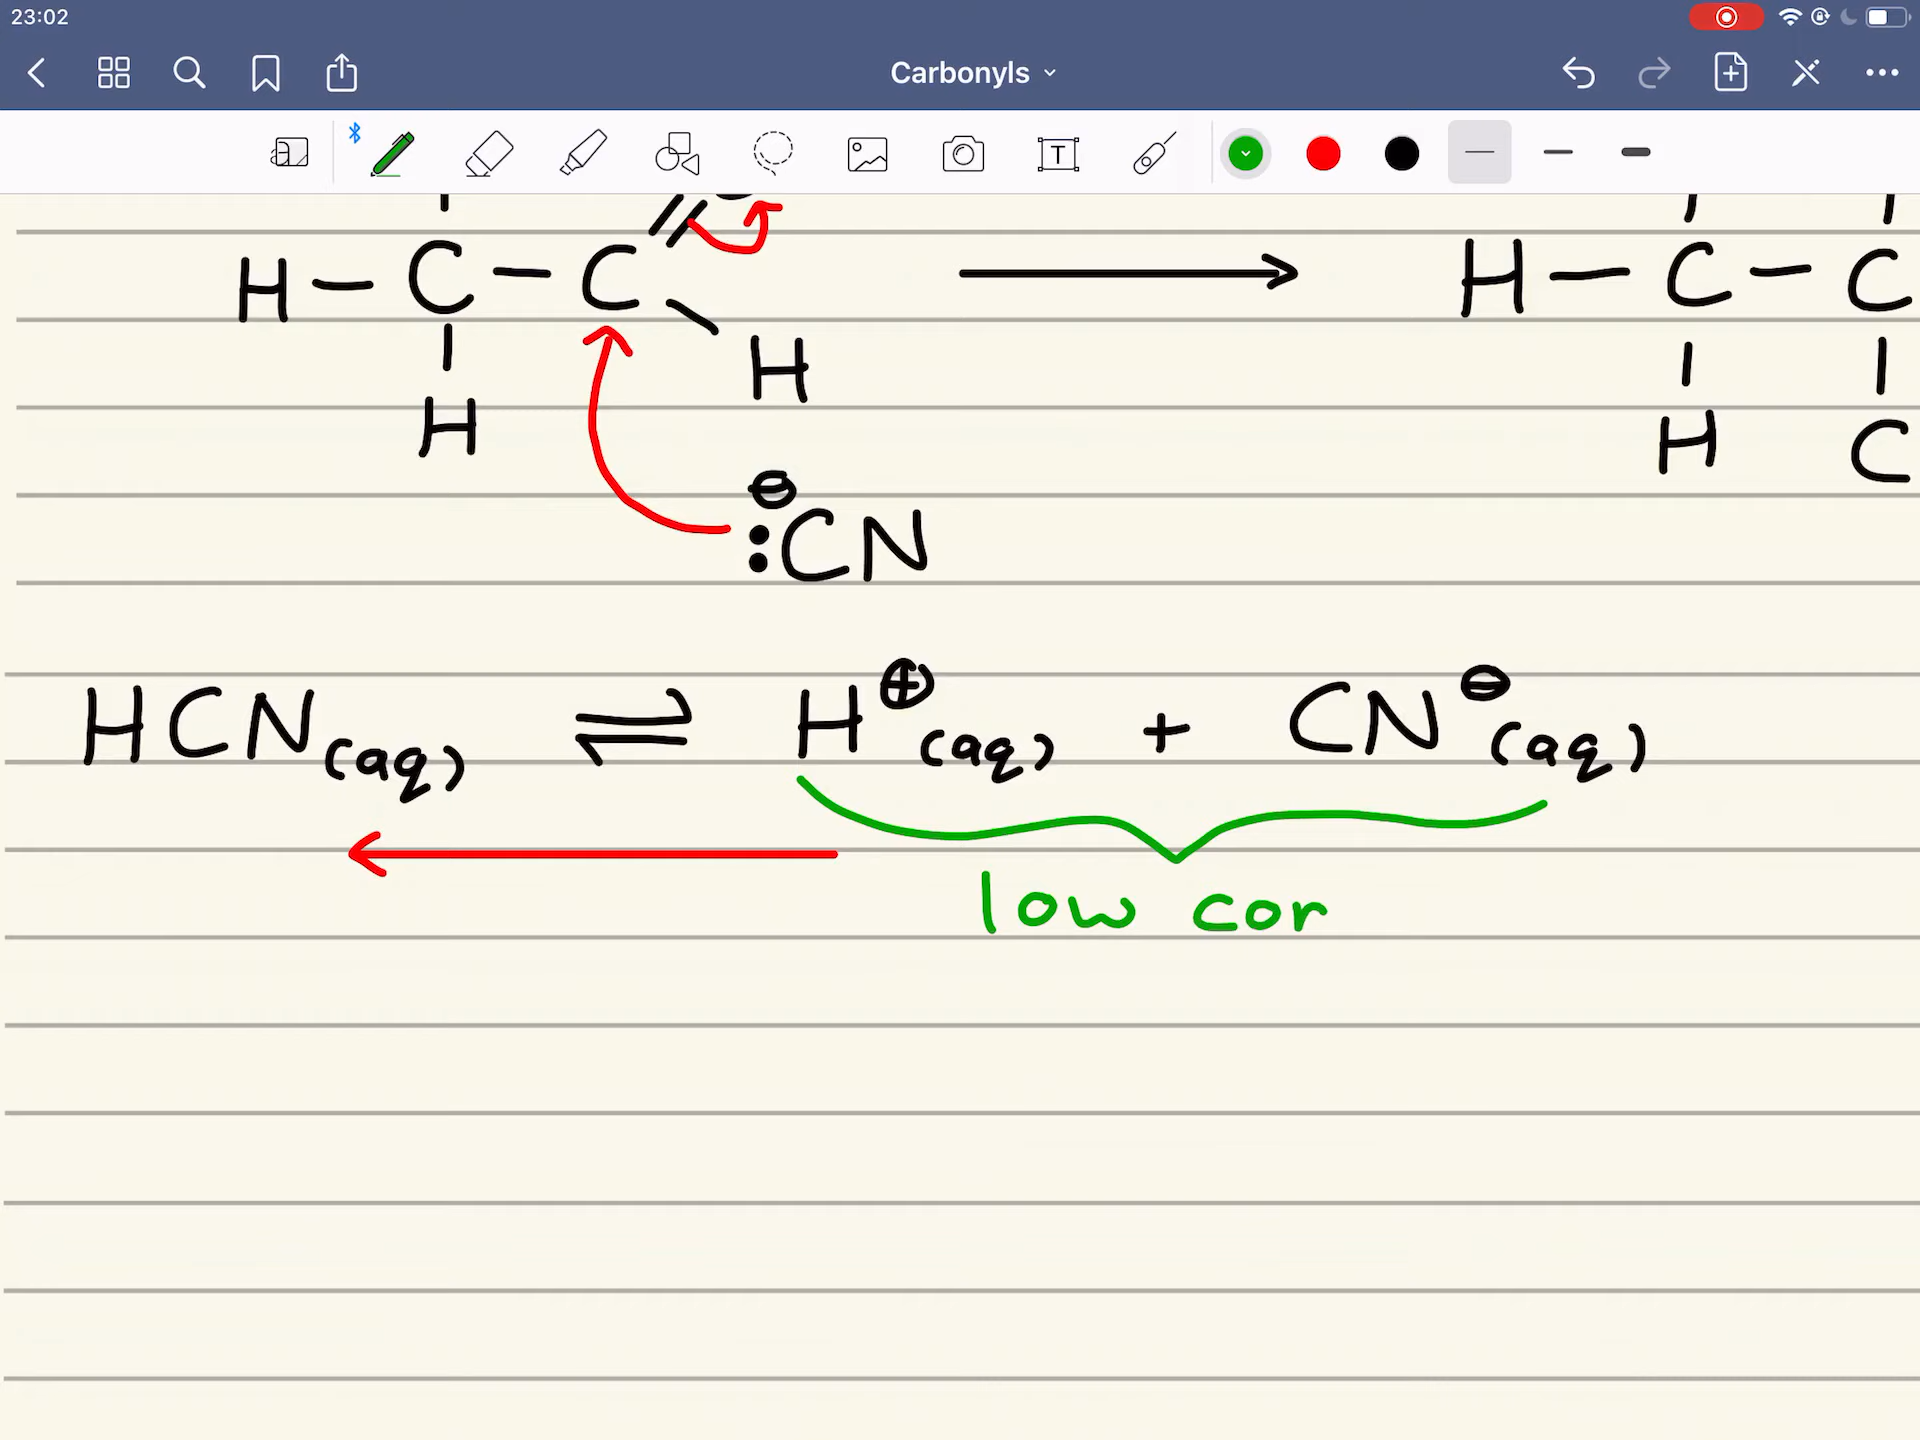 23:02
Carbonyls
H — C — C H — C — C
H
H H C
⊖
:CN
HCN(aq) ⇌ H⊕(aq) + CN⊖(aq)
low cor